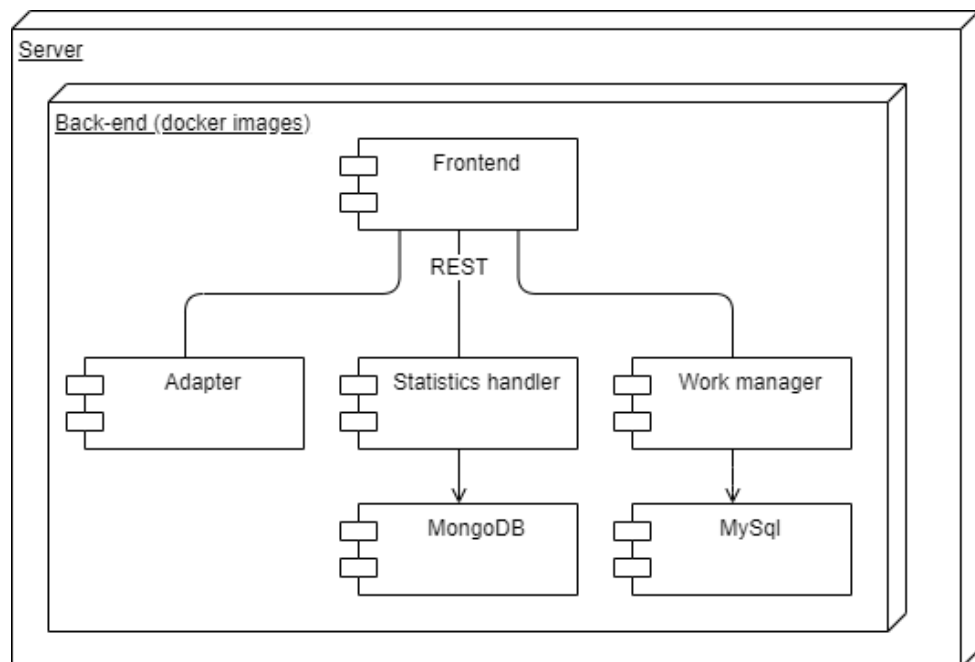 Server
Back-end (docker images)
Frontend
REST
Adapter
Statistics handler
Work manager
MongoDB
MySql